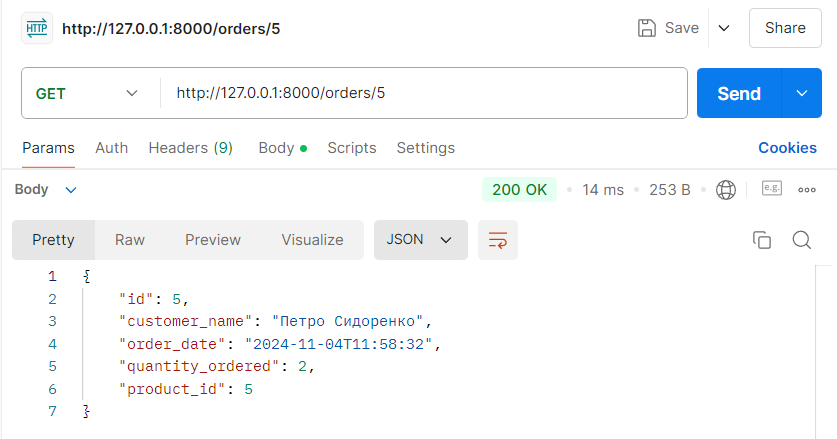 HTTP http://127.0.0.1:8000/orders/5 Save Share
GET http://127.0.0.1:8000/orders/5 Send
Params Auth Headers (9) Body Scripts Settings Cookies
Body 200 OK 14 ms 253 B e.g.
Pretty Raw Preview Visualize JSON
1 {
2 "id": 5,
3 "customer_name": "Петро Сидоренко",
4 "order_date": "2024-11-04T11:58:32",
5 "quantity_ordered": 2,
6 "product_id": 5
7 }